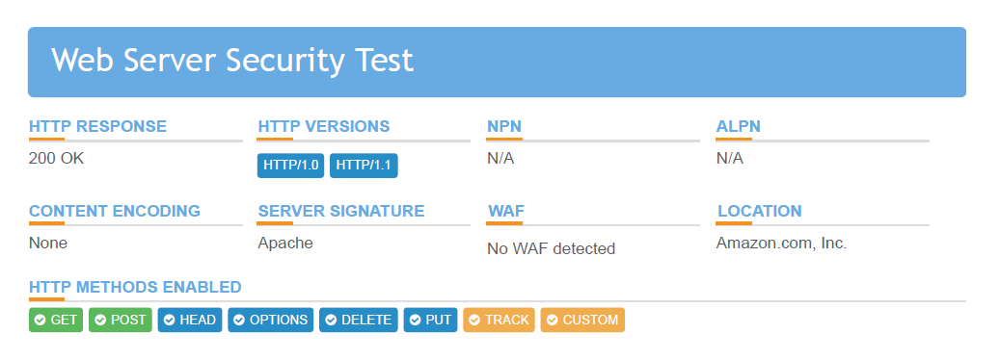 Web Server Security Test
HTTP RESPONSE HTTP VERSIONS NPN ALPN
200 OK HTTP/1.0 HTTP/1.1 N/A N/A
CONTENT ENCODING SERVER SIGNATURE WAF LOCATION
None Apache No WAF detected Amazon.com, Inc.
HTTP METHODS ENABLED
GET POST HEAD OPTIONS DELETE PUT TRACK CUSTOM